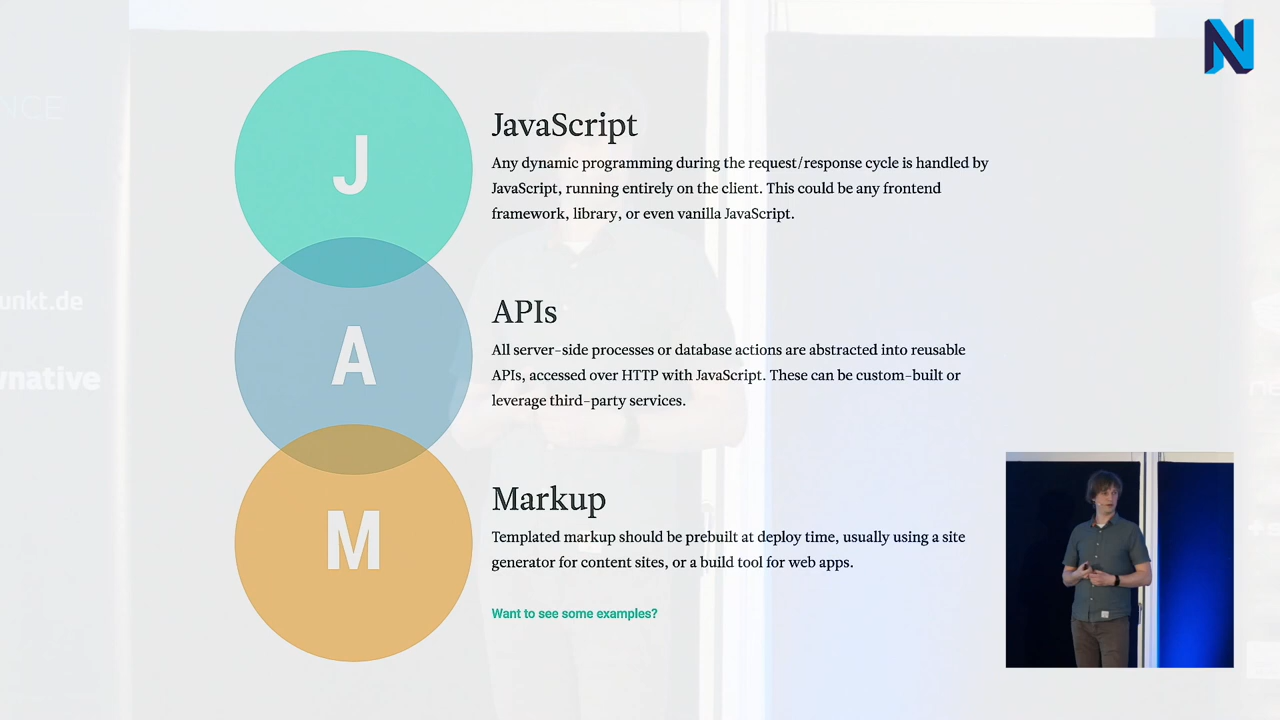 NCE
J
JavaScript
Any dynamic programming during the request/response cycle is handled by
JavaScript, running entirely on the client. This could be any frontend
framework, library, or even vanilla JavaScript.
unkt.de
A
APIs
All server-side processes or database actions are abstracted into reusable
APIs, accessed over HTTP with JavaScript. These can be custom-built or
leverage third-party services.
vnative
M
Markup
Templated markup should be prebuilt at deploy time, usually using a site
generator for content sites, or a build tool for web apps.
Want to see some examples?
N